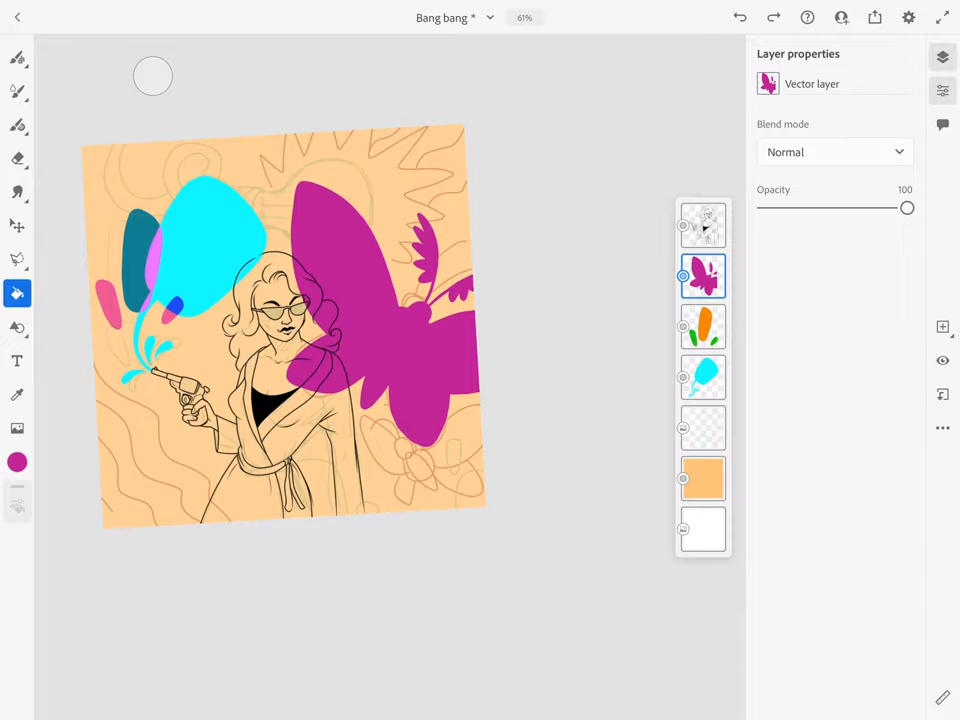 Bang bang *
61%
Layer properties
Vector layer
Blend mode
Normal
Opacity
100
T